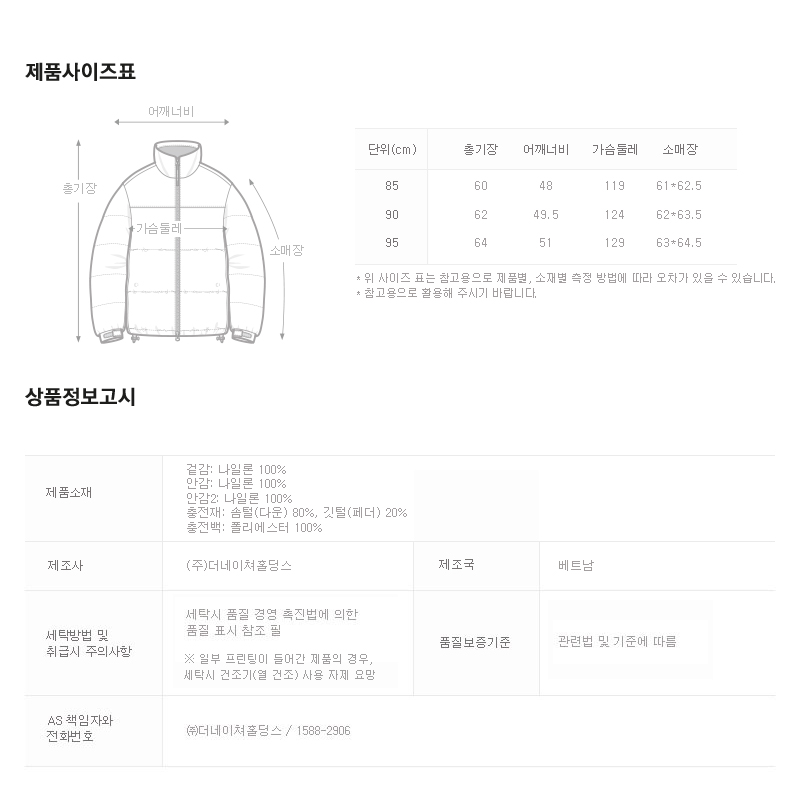 제품사이즈표
어깨너비
총기장
가슴둘레
소매장
단위(cm) 총기장 어깨너비 가슴둘레 소매장
85 60 48 119 61*62.5
90 62 49.5 124 62*63.5
95 64 51 129 63*64.5
* 위 사이즈 표는 참고용으로 제품별, 소재별 측정 방법에 따라 오차가 있을 수 있습니다.
* 참고용으로 활용해 주시기 바랍니다.
상품정보고시
제품소재
겉감: 나일론 100%
안감: 나일론 100%
안감2: 나일론 100%
충전재: 솜털(다운) 80%, 깃털(페더) 20%
충전백: 폴리에스터 100%
제조사
(주)더네이쳐홀딩스
제조국
베트남
세탁방법 및
취급시 주의사항
세탁시 품질 경영 촉진법에 의한
품질 표시 참조 필
※ 일부 프린팅이 들어간 제품의 경우,
세탁시 건조기(열 건조) 사용 자제 요망
품질보증기준
관련법 및 기준에 따름
AS 책임자와
전화번호
㈜더네이쳐홀딩스 / 1588-2906